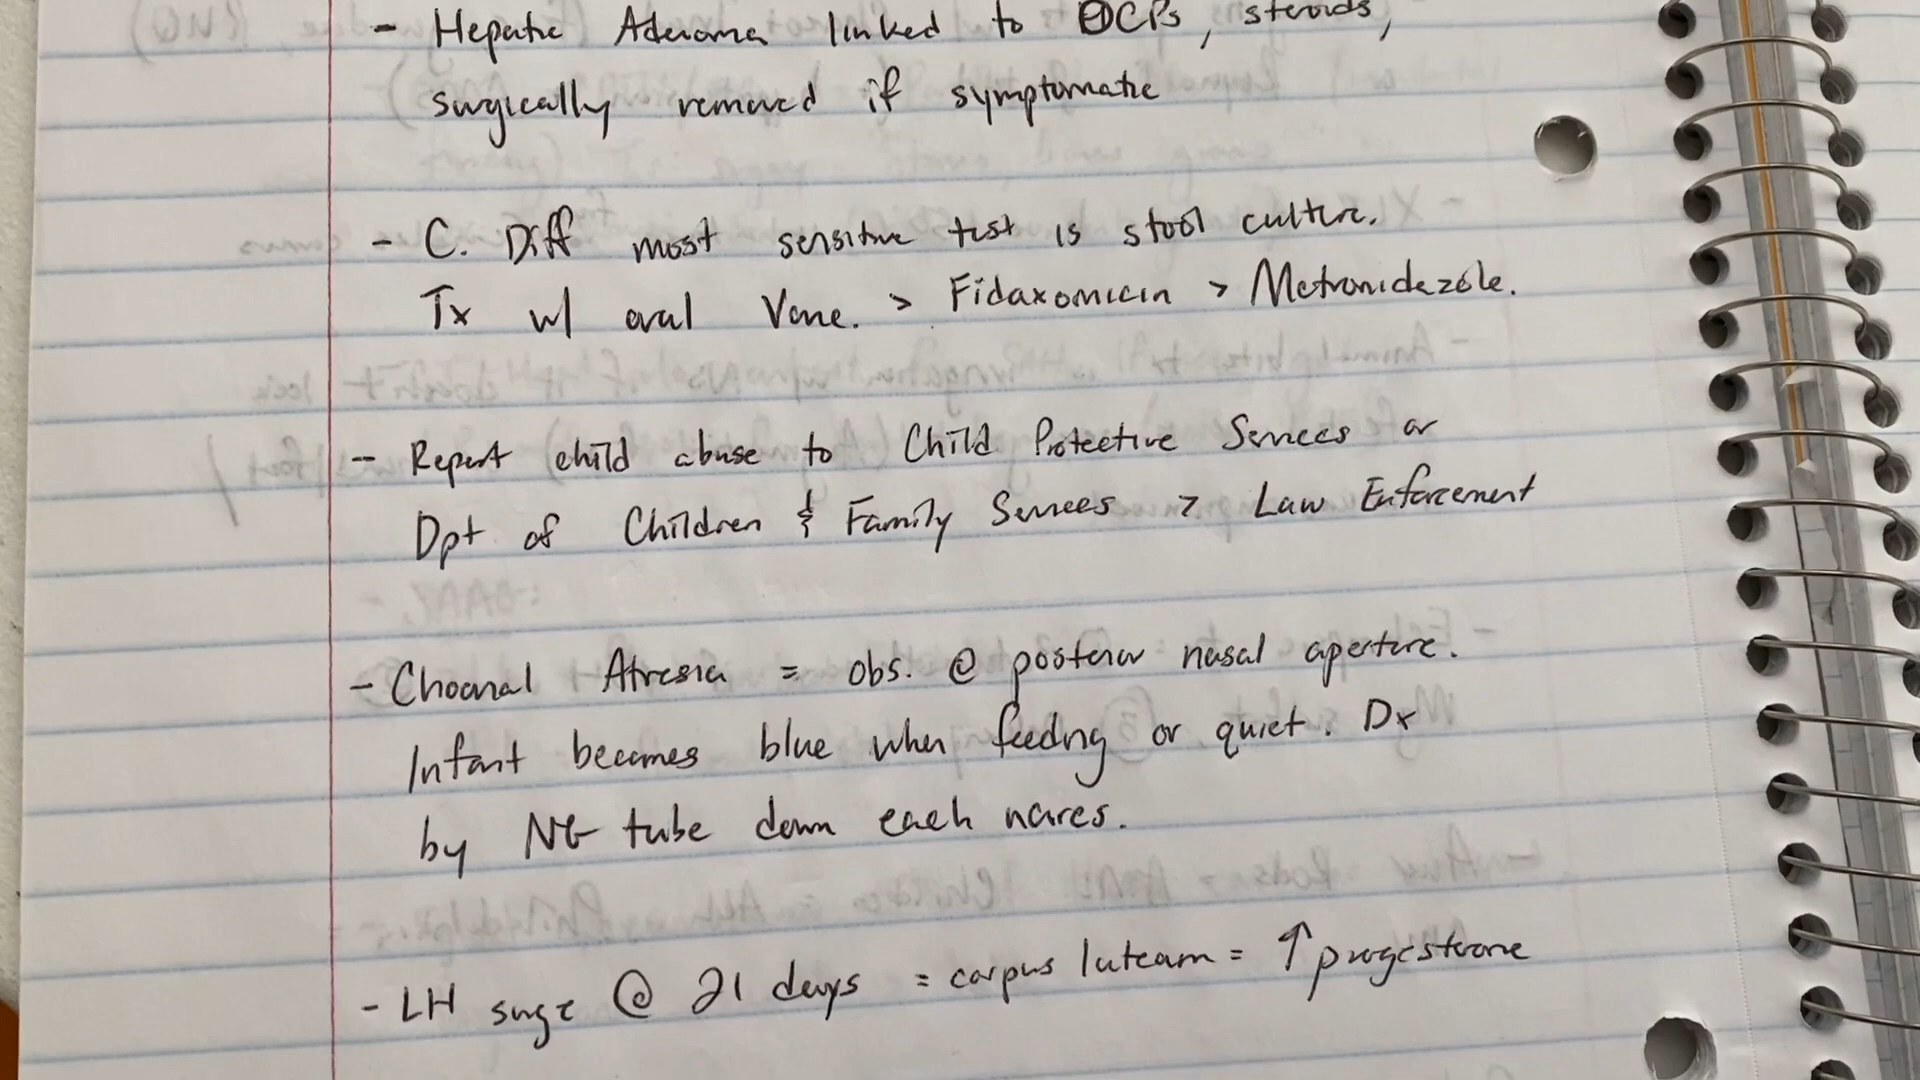 - Hepatic Adenoma linked to OCPs, steroids,
surgically removed if symptomatic
- C. Diff most sensitive test is stool culture.
Tx w/ oral Vanc. > Fidaxomicin > Metronidazole.
- Report child abuse to Child Protective Services or
Dpt of Children & Family Services > Law Enforcement
- Choanal Atresia = obs. @ posterior nasal aperture.
Infant becomes blue when feeding or quiet. Dx
by NG tube down each nares.
- LH surge @ 21 days = corpus luteum = ↑ progesterone